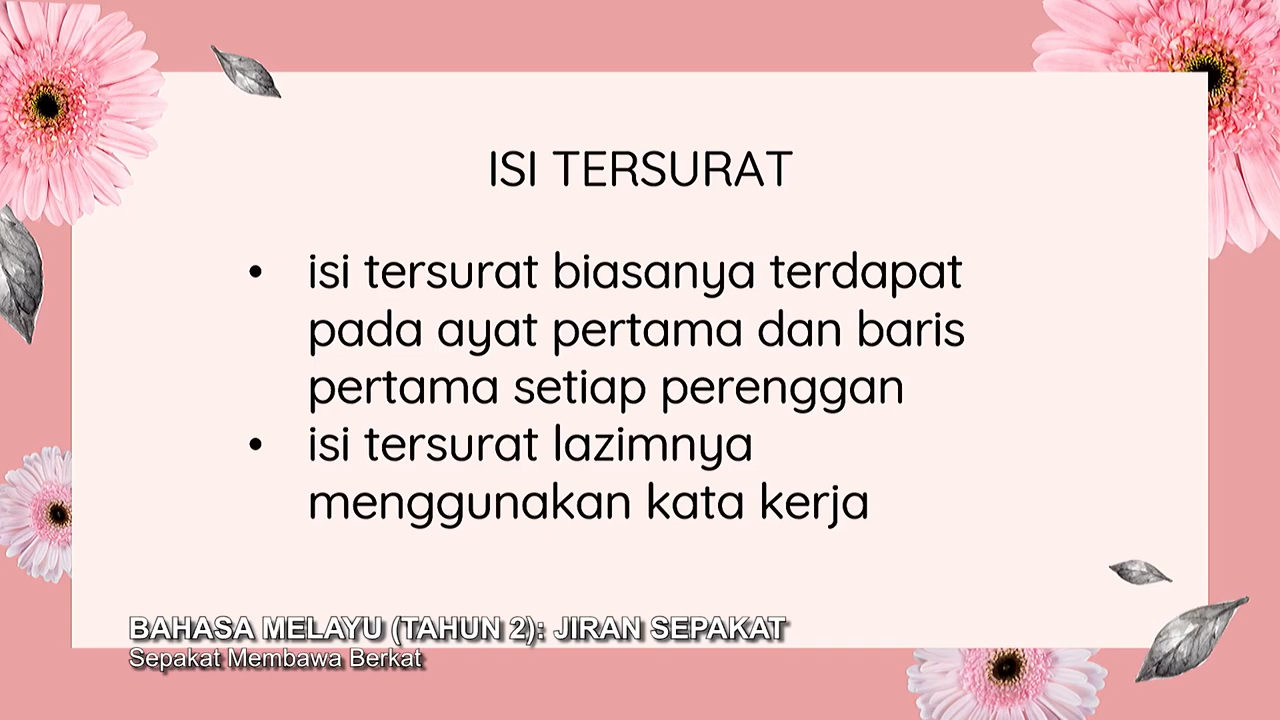 ISI TERSURAT
• isi tersurat biasanya terdapat
pada ayat pertama dan baris
pertama setiap perenggan
• isi tersurat lazimnya
menggunakan kata kerja
BAHASA MELAYU (TAHUN 2): JIRAN SEPAKAT
Sepakat Membawa Berkat